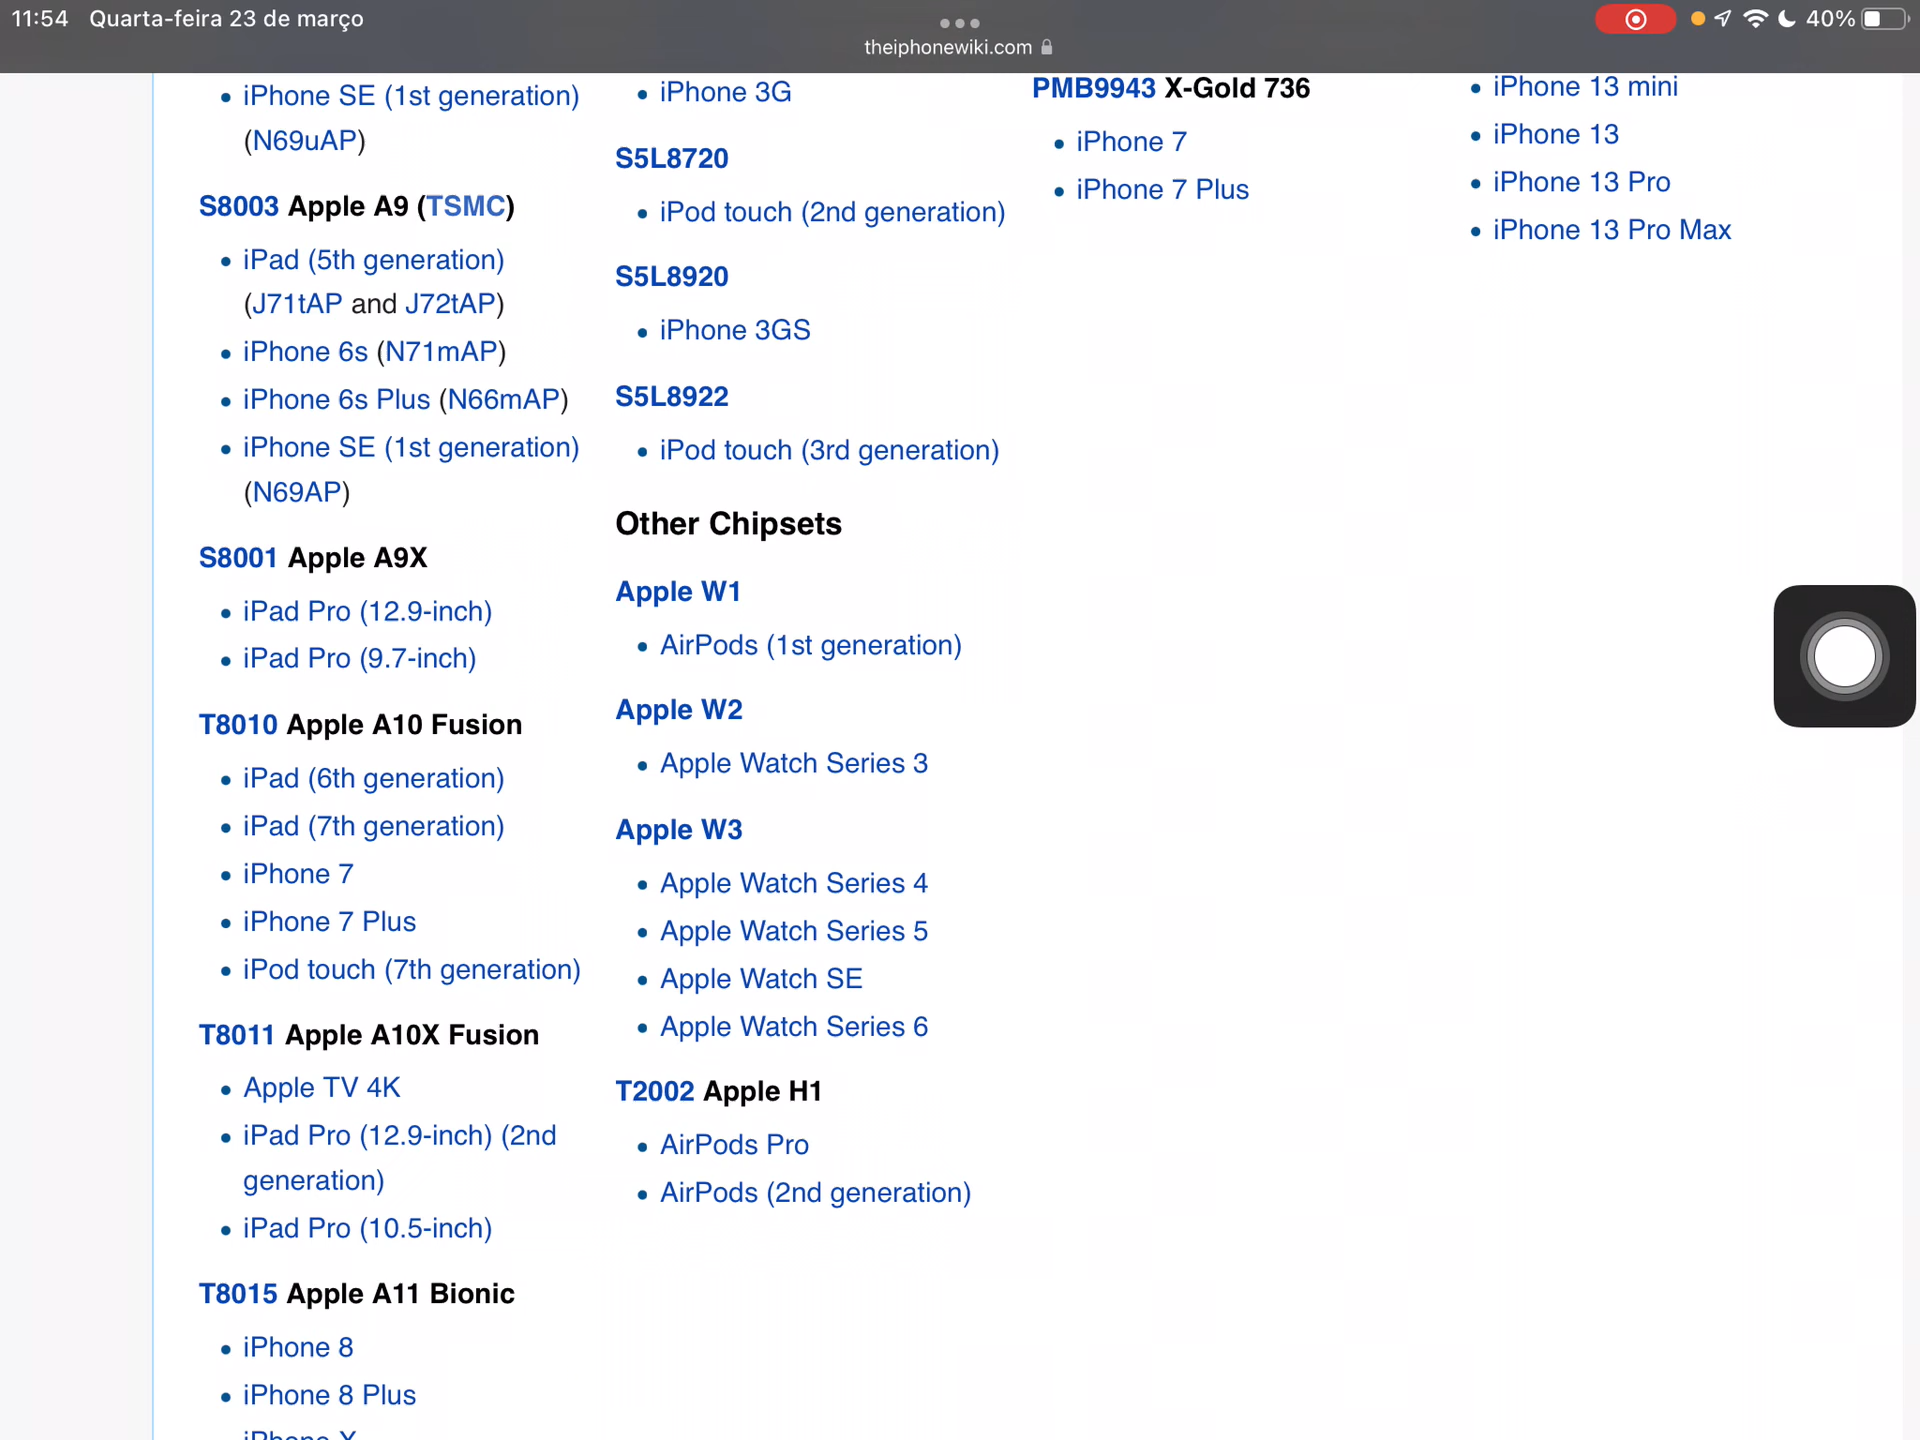 11:54 Quarta-feira 23 de março
theiphonewiki.com
40%
iPhone SE (1st generation)
(N69uAP)
S8003 Apple A9 (TSMC)
iPad (5th generation)
(J71tAP and J72tAP)
iPhone 6s (N71mAP)
iPhone 6s Plus (N66mAP)
iPhone SE (1st generation)
(N69AP)
S8001 Apple A9X
iPad Pro (12.9-inch)
iPad Pro (9.7-inch)
T8010 Apple A10 Fusion
iPad (6th generation)
iPad (7th generation)
iPhone 7
iPhone 7 Plus
iPod touch (7th generation)
T8011 Apple A10X Fusion
Apple TV 4K
iPad Pro (12.9-inch) (2nd
generation)
iPad Pro (10.5-inch)
T8015 Apple A11 Bionic
iPhone 8
iPhone 8 Plus
iPhone X
iPhone 3G
S5L8720
iPod touch (2nd generation)
S5L8920
iPhone 3GS
S5L8922
iPod touch (3rd generation)
Other Chipsets
Apple W1
AirPods (1st generation)
Apple W2
Apple Watch Series 3
Apple W3
Apple Watch Series 4
Apple Watch Series 5
Apple Watch SE
Apple Watch Series 6
T2002 Apple H1
AirPods Pro
AirPods (2nd generation)
PMB9943 X-Gold 736
iPhone 7
iPhone 7 Plus
iPhone 13 mini
iPhone 13
iPhone 13 Pro
iPhone 13 Pro Max